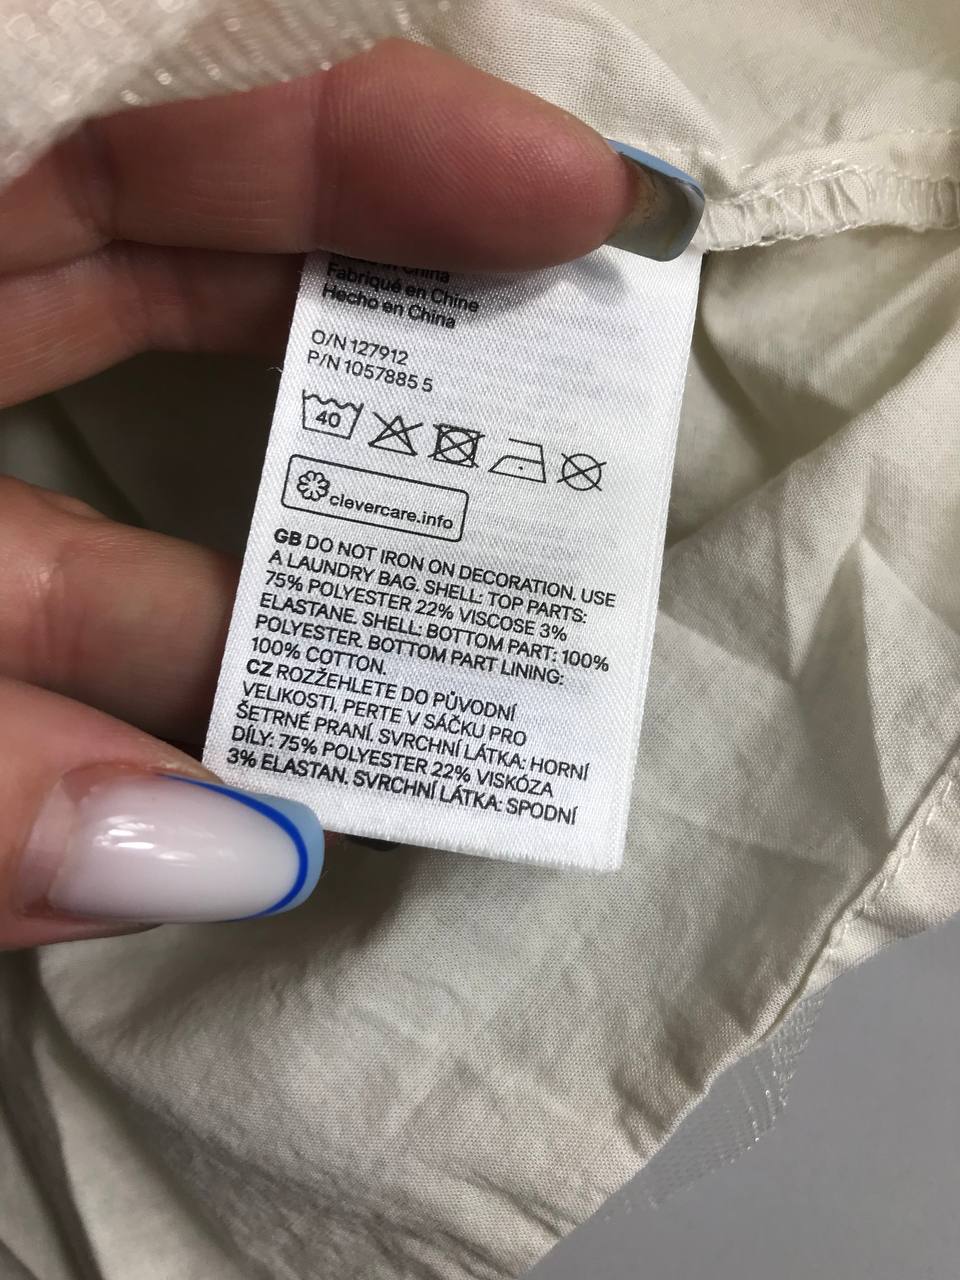 in China
Fabriqué en Chine
Hecho en China
O/N 127912
P/N 1057885 5
40
clevercare.info
GB DO NOT IRON ON DECORATION. USE
A LAUNDRY BAG. SHELL: TOP PARTS:
75% POLYESTER 22% VISCOSE 3%
ELASTANE. SHELL: BOTTOM PART: 100%
POLYESTER. BOTTOM PART LINING:
100% COTTON.
CZ ROZŽEHLETE DO PŮVODNÍ
VELIKOSTI, PERTE V SÁČKU PRO
ŠETRNÉ PRANÍ. SVRCHNÍ LÁTKA: HORNÍ
DÍLY: 75% POLYESTER 22% VISKÓZA
3% ELASTAN. SVRCHNÍ LÁTKA: SPODNÍ